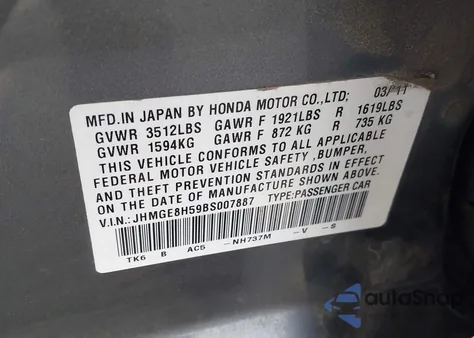 03/11
MFD.IN JAPAN BY HONDA MOTOR CO.,LTD;
GVWR 3512LBS GAWR F 1921LBS R 1619LBS
GVWR 1594KG GAWR F 872 KG R 735 KG
THIS VEHICLE CONFORMS TO ALL APPLICABLE
FEDERAL MOTOR VEHICLE SAFETY ,BUMPER,
AND THEFT PREVENTION STANDARDS IN EFFECT
ON THE DATE OF MANUFACTURE SHOWN ABOVE.
V.I.N.: JHMGE8H59BS007887 TYPE:PASSENGER CAR
TK6 B AC5 -NH737M -V -S
autoSnap